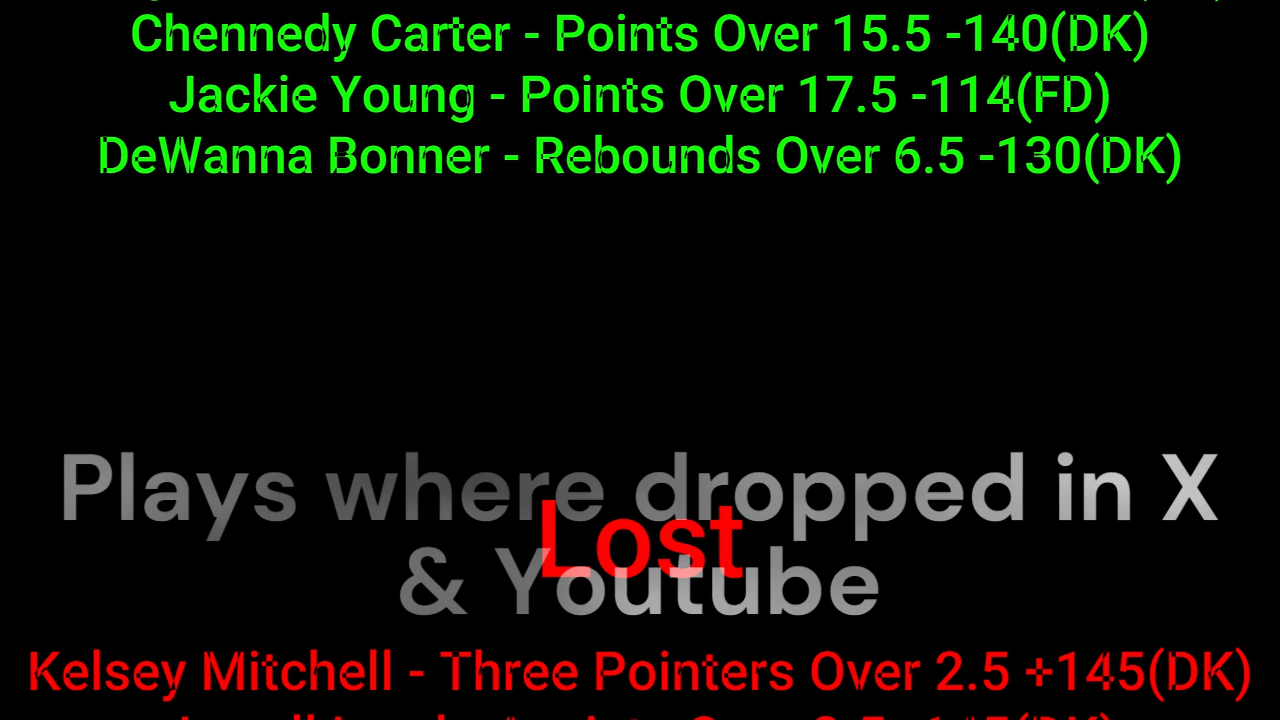 Chennedy Carter - Points Over 15.5 -140(DK)
Jackie Young - Points Over 17.5 -114(FD)
DeWanna Bonner - Rebounds Over 6.5 -130(DK)
Plays where dropped in X
Lost
& Youtube
Kelsey Mitchell - Three Pointers Over 2.5 +145(DK)